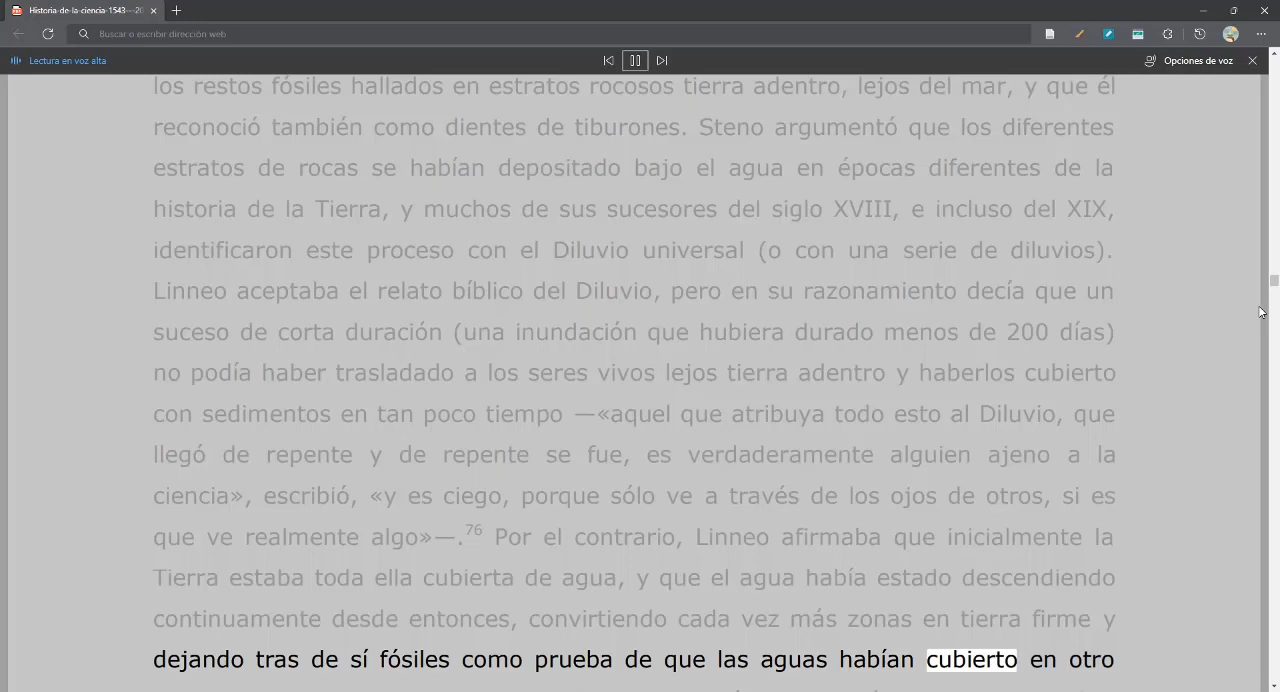 Historia-de-la-ciencia-1543---20
Buscar o escribir dirección web
Lectura en voz alta
Opciones de voz
los restos fósiles hallados en estratos rocosos tierra adentro, lejos del mar, y que él
reconoció también como dientes de tiburones. Steno argumentó que los diferentes
estratos de rocas se habían depositado bajo el agua en épocas diferentes de la
historia de la Tierra, y muchos de sus sucesores del siglo XVIII, e incluso del XIX,
identificaron este proceso con el Diluvio universal (o con una serie de diluvios).
Linneo aceptaba el relato bíblico del Diluvio, pero en su razonamiento decía que un
suceso de corta duración (una inundación que hubiera durado menos de 200 días)
no podía haber trasladado a los seres vivos lejos tierra adentro y haberlos cubierto
con sedimentos en tan poco tiempo —«aquel que atribuya todo esto al Diluvio, que
llegó de repente y de repente se fue, es verdaderamente alguien ajeno a la
ciencia», escribió, «y es ciego, porque sólo ve a través de los ojos de otros, si es
que ve realmente algo»—.76 Por el contrario, Linneo afirmaba que inicialmente la
Tierra estaba toda ella cubierta de agua, y que el agua había estado descendiendo
continuamente desde entonces, convirtiendo cada vez más zonas en tierra firme y
dejando tras de sí fósiles como prueba de que las aguas habían cubierto en otro